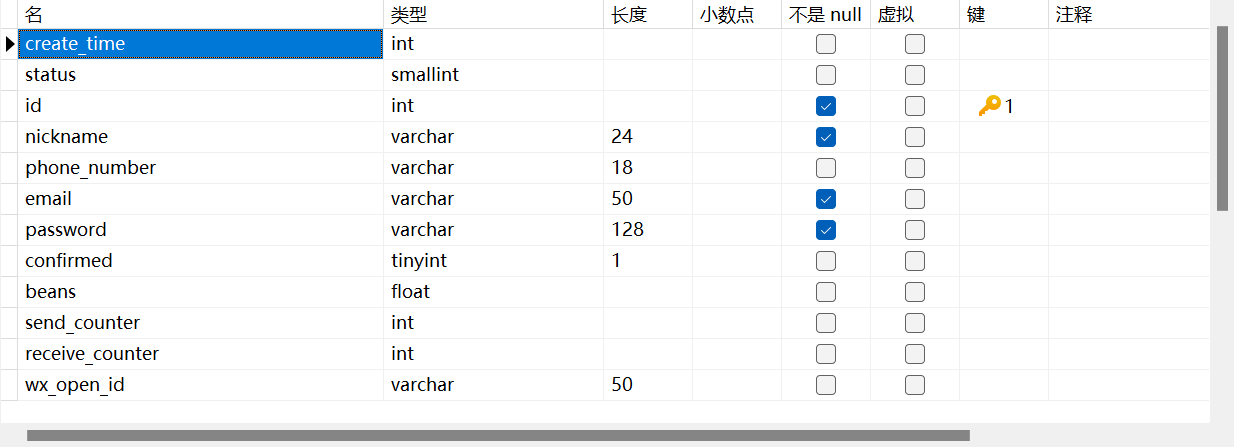 名 类型 长度 小数点 不是 null 虚拟 键 注释
create_time int
status smallint
id int 1
nickname varchar 24
phone_number varchar 18
email varchar 50
password varchar 128
confirmed tinyint 1
beans float
send_counter int
receive_counter int
wx_open_id varchar 50